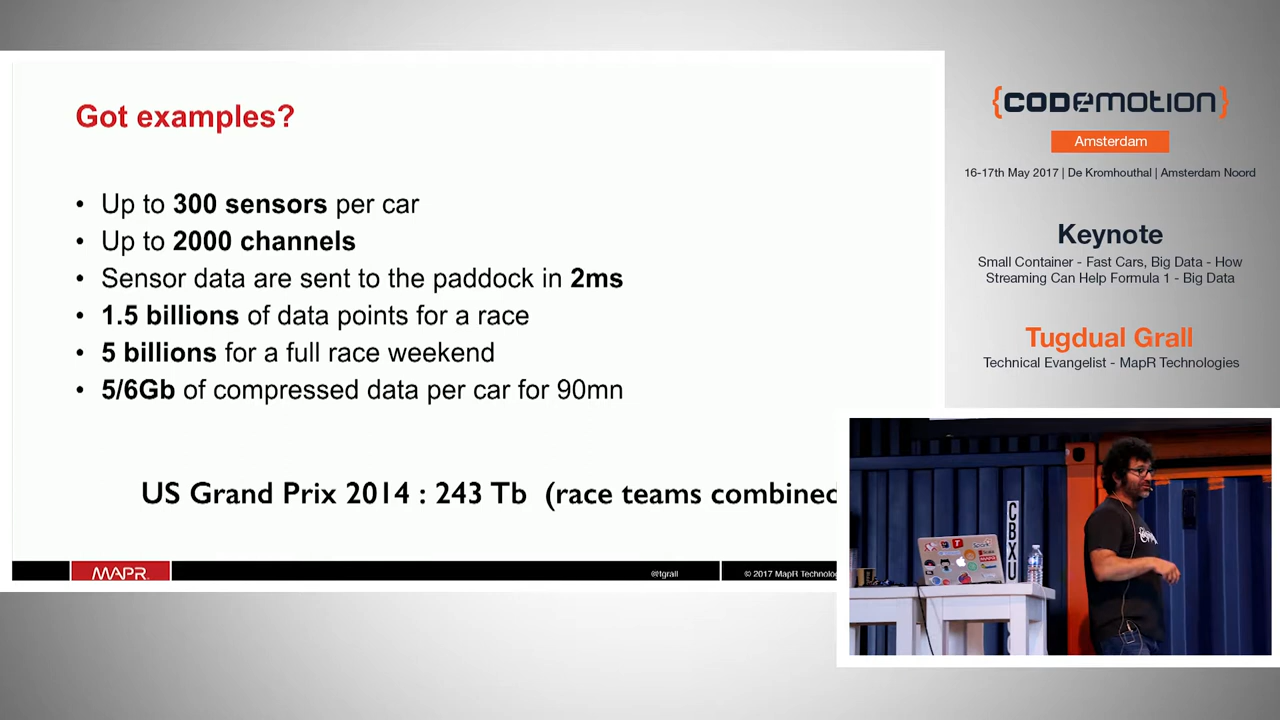 Got examples?
• Up to 300 sensors per car
• Up to 2000 channels
• Sensor data are sent to the paddock in 2ms
• 1.5 billions of data points for a race
• 5 billions for a full race weekend
• 5/6Gb of compressed data per car for 90mn
US Grand Prix 2014 : 243 Tb (race teams combined
MAPR
@tgrall
© 2017 MapR Technolo
{CODEMOTION}
Amsterdam
16-17th May 2017 | De Kromhouthal | Amsterdam Noord
Keynote
Small Container - Fast Cars, Big Data - How
Streaming Can Help Formula 1 - Big Data
Tugdual Grall
Technical Evangelist - MapR Technologies
CBXU